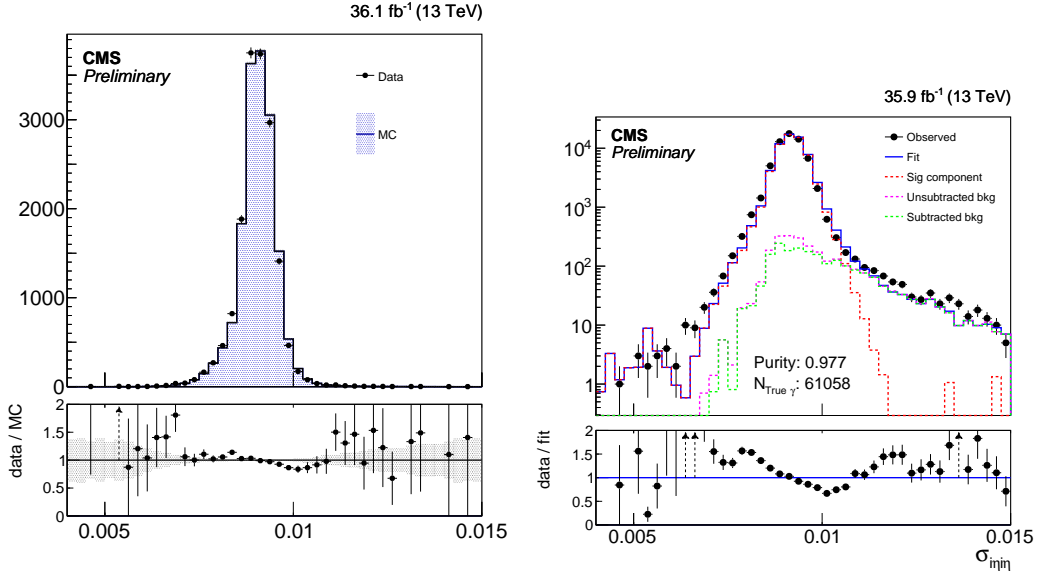 36.1 fb⁻¹ (13 TeV)
CMS
Preliminary
Data
MC
3000
2000
1000
0
data / MC
2
1.5
1
0.5
0
0.005
0.01
0.015
35.9 fb⁻¹ (13 TeV)
CMS
Preliminary
Observed
Fit
Sig component
Unsubtracted bkg
Subtracted bkg
10⁴
10³
10²
10
1
Purity: 0.977
N_True γ: 61058
data / fit
2
1.5
1
0.5
0
0.005
0.01
0.015
σ_iηiη